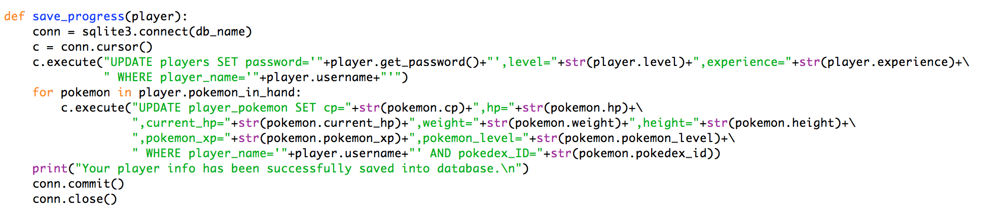 def save_progress(player):
    conn = sqlite3.connect(db_name)
    c = conn.cursor()
    c.execute("UPDATE players SET password='"+player.get_password()+"',level="+str(player.level)+",experience="+str(player.experience)+\
              " WHERE player_name='"+player.username+"'")
    for pokemon in player.pokemon_in_hand:
        c.execute("UPDATE player_pokemon SET cp="+str(pokemon.cp)+",hp="+str(pokemon.hp)+\
                  ",current_hp="+str(pokemon.current_hp)+",weight="+str(pokemon.weight)+",height="+str(pokemon.height)+\
                  ",pokemon_xp="+str(pokemon.pokemon_xp)+",pokemon_level="+str(pokemon.pokemon_level)+\
                  " WHERE player_name='"+player.username+"' AND pokedex_ID="+str(pokemon.pokedex_id))
    print("Your player info has been successfully saved into database.\n")
    conn.commit()
    conn.close()